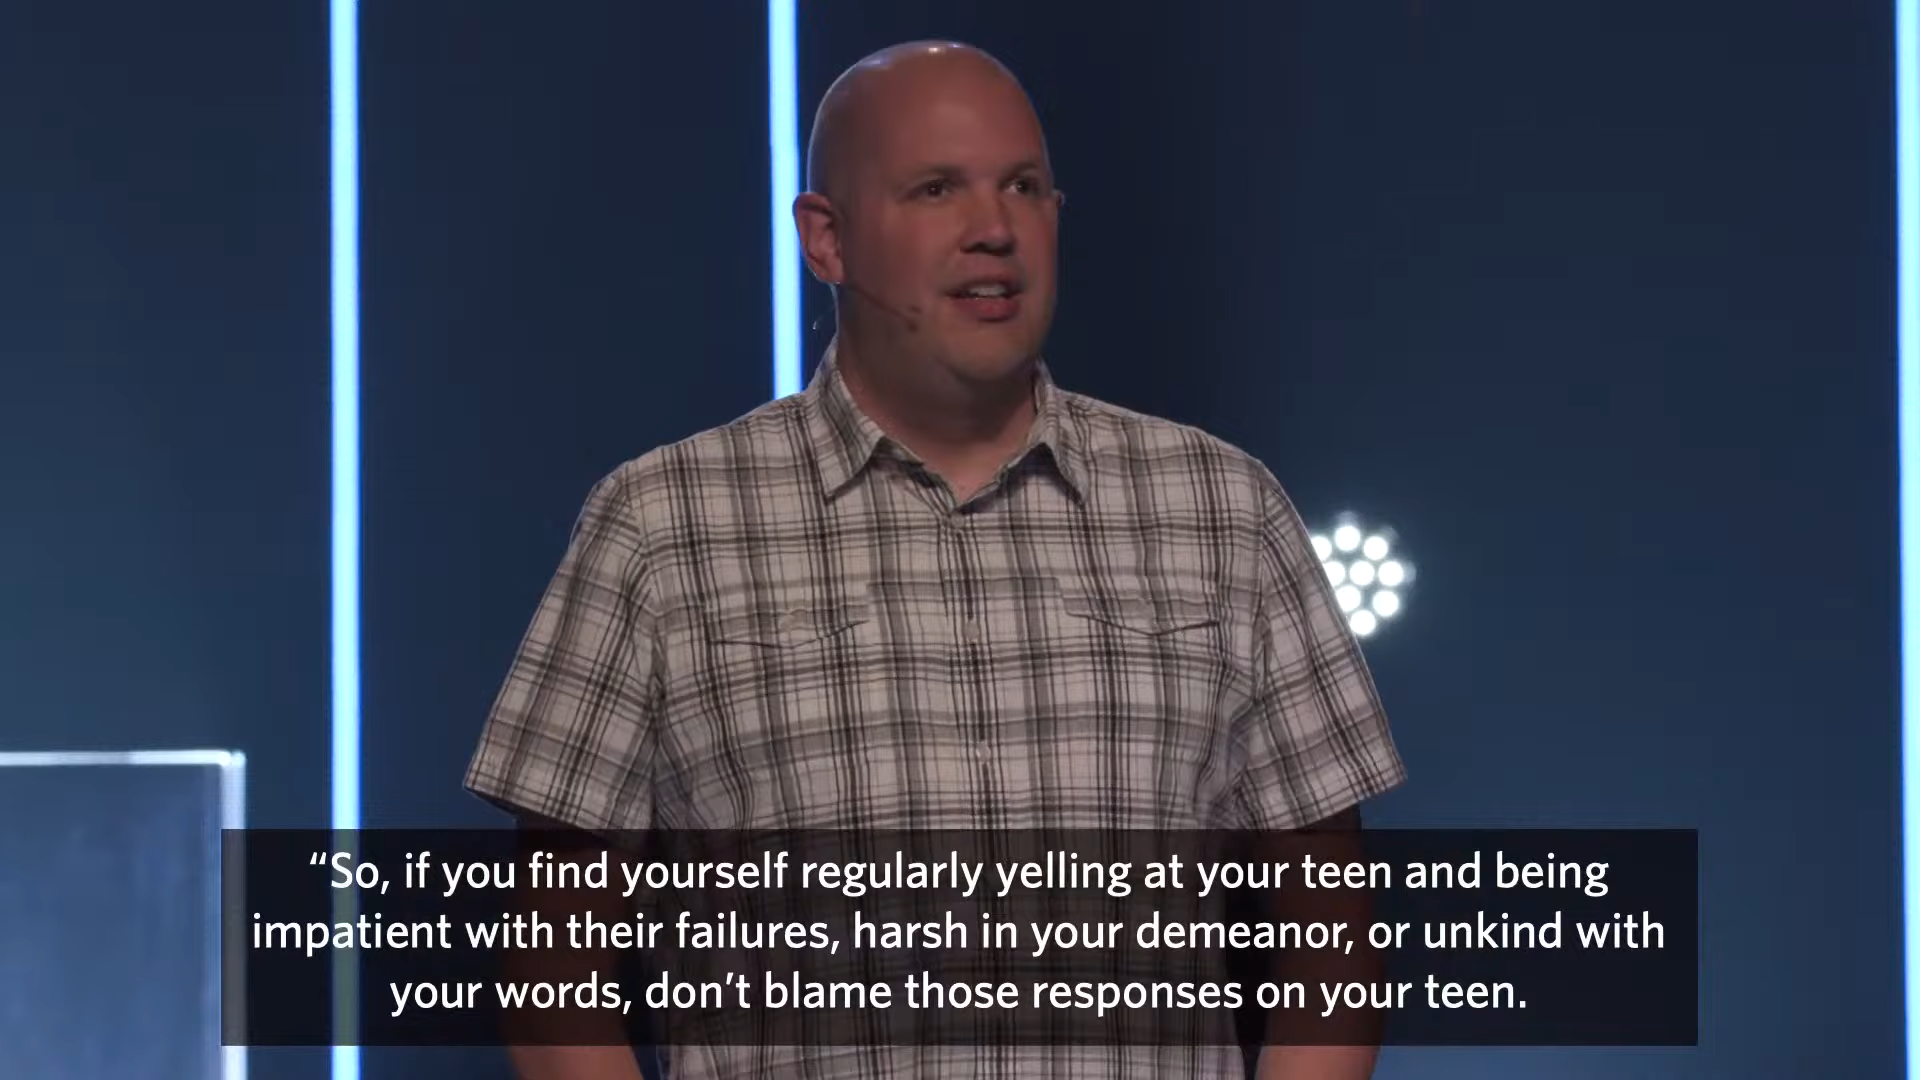 “So, if you find yourself regularly yelling at your teen and being
impatient with their failures, harsh in your demeanor, or unkind with
your words, don’t blame those responses on your teen.